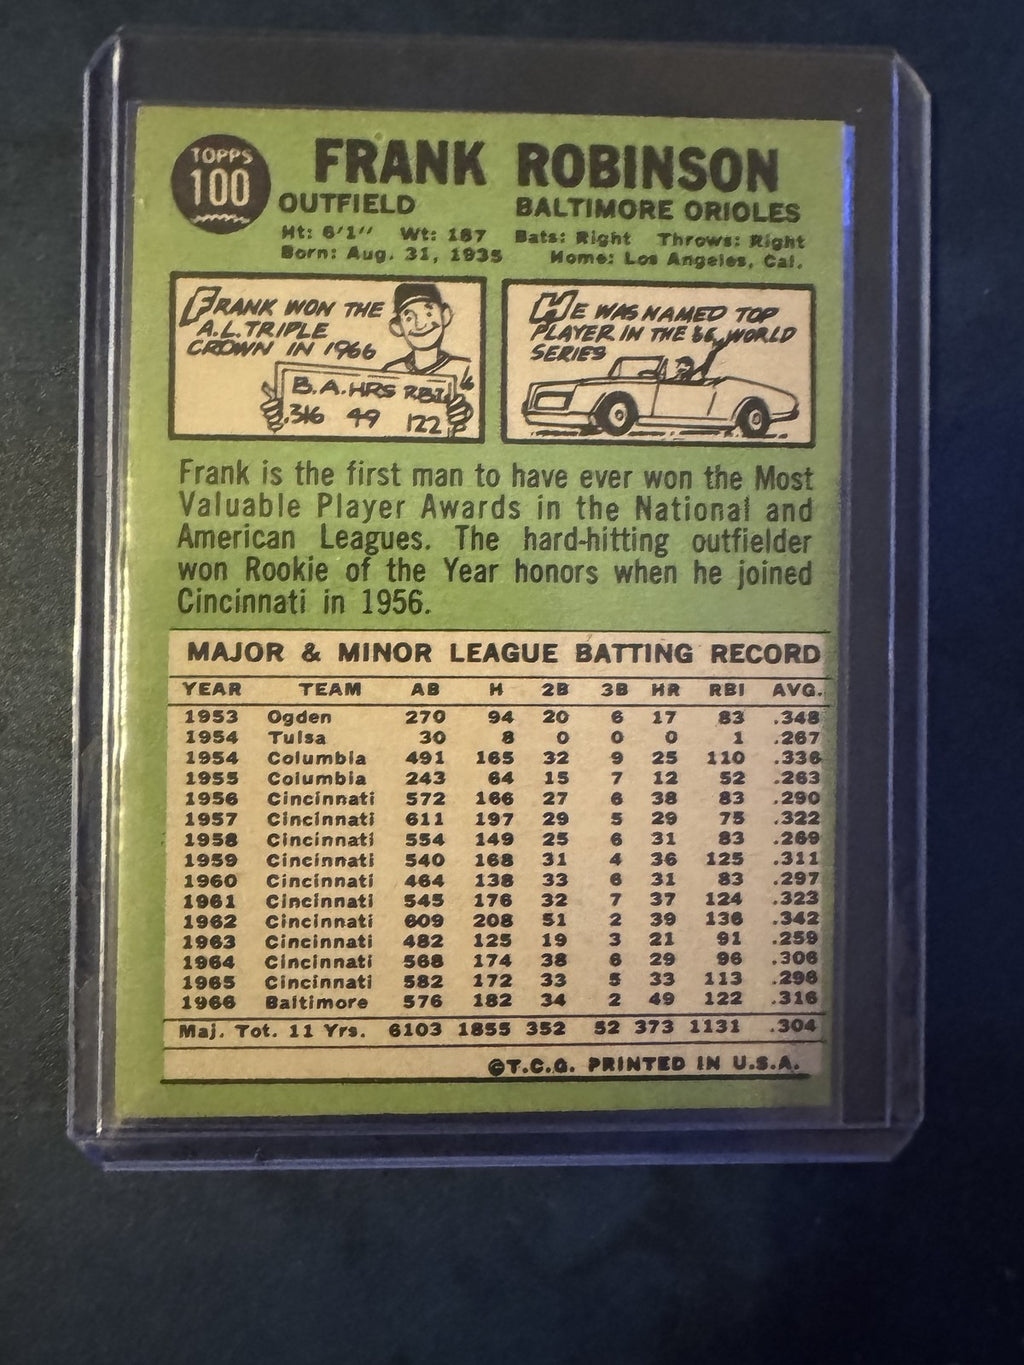 TOPPS
100
FRANK ROBINSON
OUTFIELD BALTIMORE ORIOLES
Ht: 6'1" Wt: 187 Bats: Right Throws: Right
Born: Aug. 31, 1935 Home: Los Angeles, Cal.
FRANK WON THE
A.L. TRIPLE
CROWN IN 1966
B.A. HRS RBI
.316 49 122
HE WAS NAMED TOP
PLAYER IN THE '66 WORLD
SERIES
Frank is the first man to have ever won the Most
Valuable Player Awards in the National and
American Leagues. The hard-hitting outfielder
won Rookie of the Year honors when he joined
Cincinnati in 1956.
MAJOR & MINOR LEAGUE BATTING RECORD
YEAR TEAM AB H 2B 3B HR RBI AVG.
1953 Ogden 270 94 20 6 17 83 .348
1954 Tulsa 30 8 0 0 0 1 .267
1954 Columbia 491 165 32 9 25 110 .336
1955 Columbia 243 64 15 7 12 52 .263
1956 Cincinnati 572 166 27 6 38 83 .290
1957 Cincinnati 611 197 29 5 29 75 .322
1958 Cincinnati 554 149 25 6 31 83 .269
1959 Cincinnati 540 168 31 4 36 125 .311
1960 Cincinnati 464 138 33 6 31 83 .297
1961 Cincinnati 545 176 32 7 37 124 .323
1962 Cincinnati 609 208 51 2 39 136 .342
1963 Cincinnati 482 125 19 3 21 91 .259
1964 Cincinnati 568 174 38 6 29 96 .306
1965 Cincinnati 582 172 33 5 33 113 .296
1966 Baltimore 576 182 34 2 49 122 .316
Maj. Tot. 11 Yrs. 6103 1855 352 52 373 1131 .304
©T.C.G. PRINTED IN U.S.A.